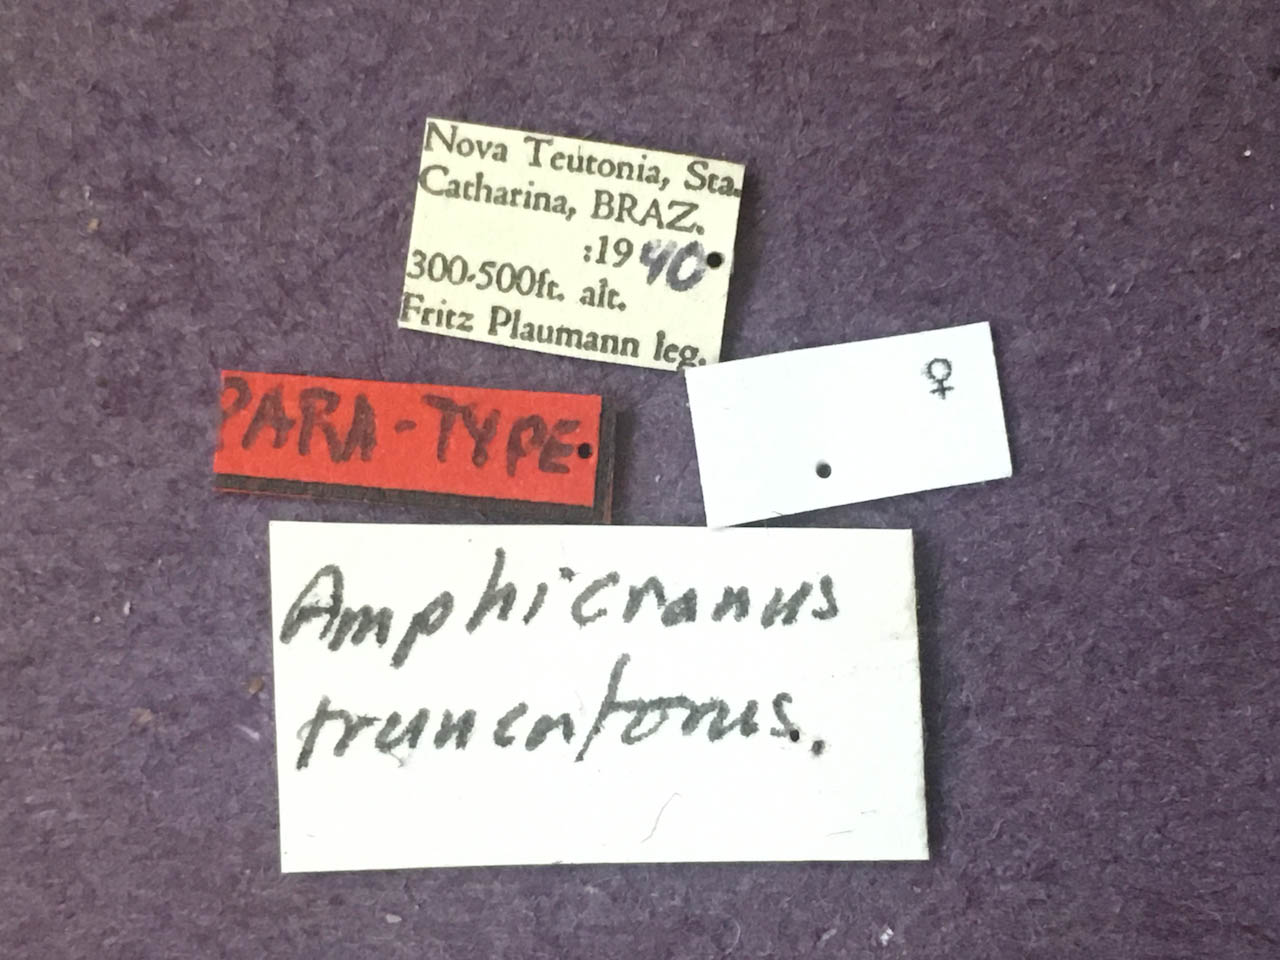 Nova Teutonia, Sta.
Catharina, BRAZ.
:1940
300-500ft. alt.
Fritz Plaumann leg.
♀
PARA-TYPE
Amphicranus
truncatorus.